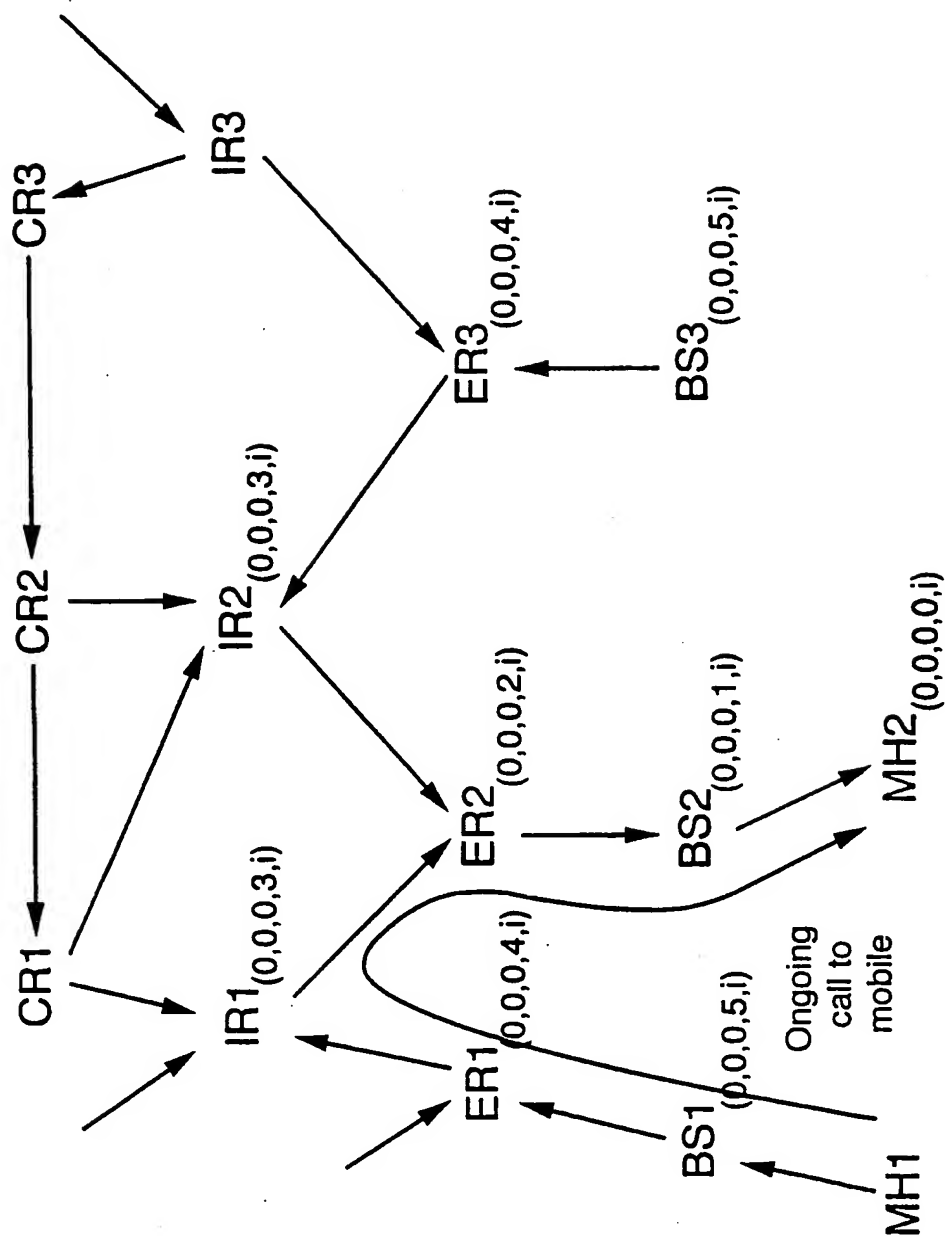 CR1
CR2
CR3
IR1(0,0,0,3,i)
IR2(0,0,0,3,i)
IR3
ER1(0,0,0,4,i)
ER2(0,0,0,2,i)
ER3(0,0,0,4,i)
BS1(0,0,0,5,i)
BS2(0,0,0,1,i)
BS3(0,0,0,5,i)
Ongoing
call to
mobile
MH1
MH2(0,0,0,0,i)